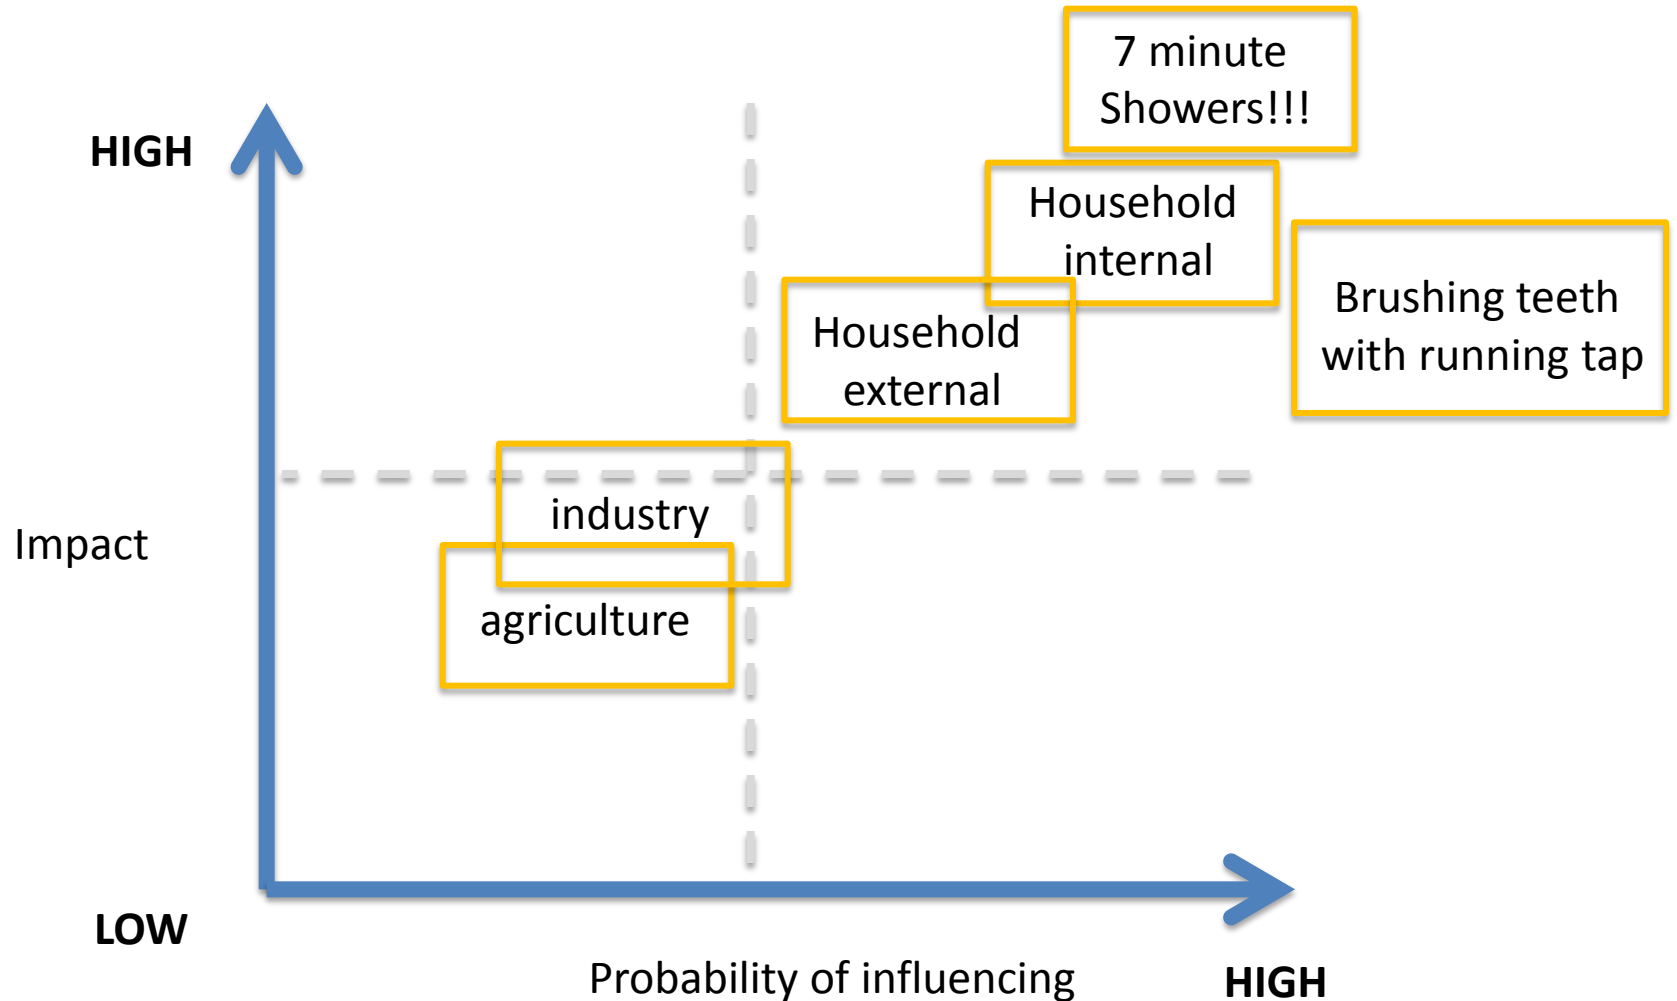 7 minute
Showers!!!
HIGH
Household
internal
Brushing teeth
with running tap
Household
external
industry
Impact
agriculture
LOW
Probability of influencing
HIGH